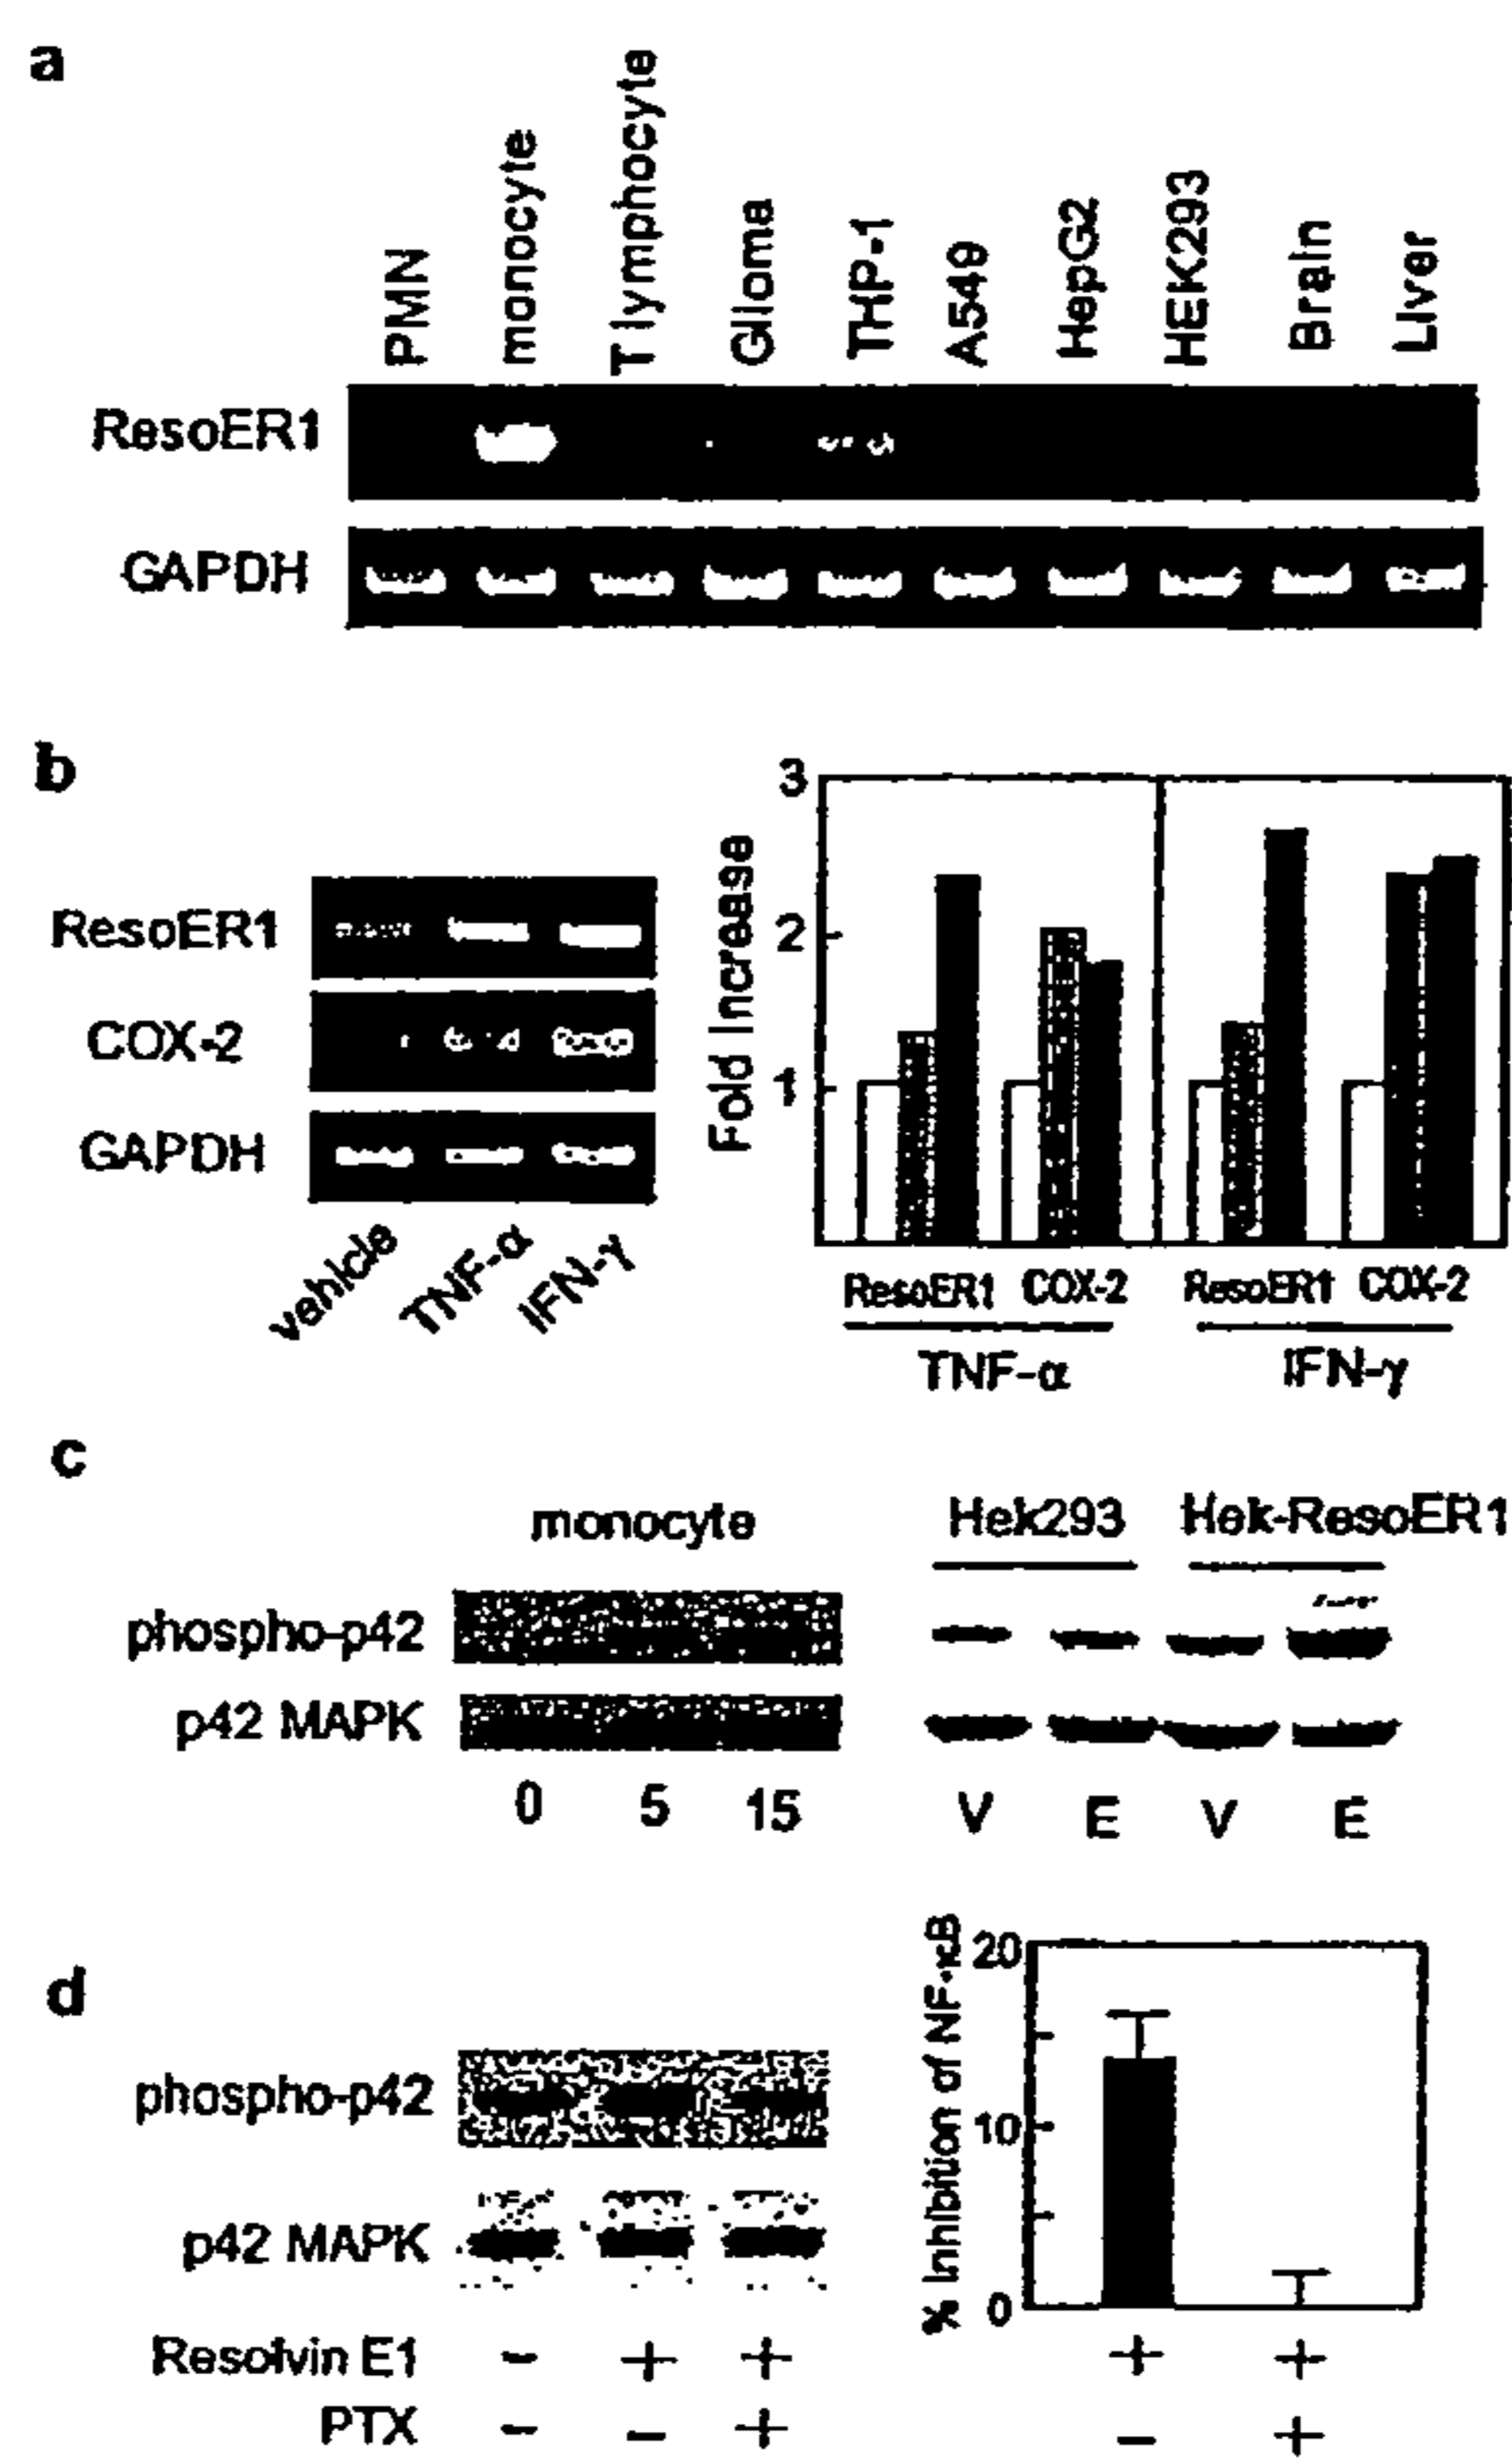 a
PMN
monocyte
T lymphocyte
Glioma
THP-1
A549
HepG2
HEK293
Brain
Liver
ResoER1
GAPDH
b
ResoER1
COX-2
GAPDH
vehicle
TNF-α
IFN-γ
Fold Increase
3
2
1
ResoER1 COX-2 ResoER1 COX-2
TNF-α IFN-γ
c
monocyte Hek293 Hek-ResoER1
phospho-p42
p42 MAPK
0 5 15 V E V E
d
phospho-p42
p42 MAPK
Resolvin E1 - + +
PTX - - +
% Inhibition of NF-κB
20
10
0
+ +
- +